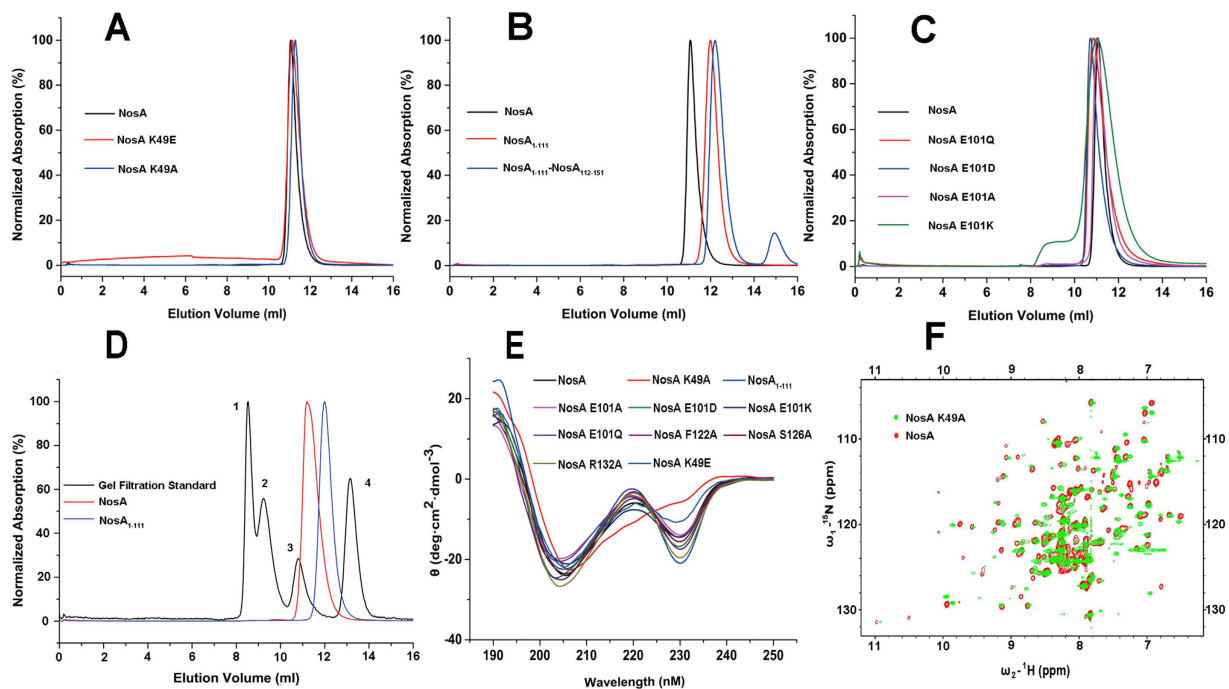 A
Normalized Absorption (%)
100
80
60
40
20
0
NosA
NosA K49E
NosA K49A
0 2 4 6 8 10 12 14 16
Elution Volume (ml)
B
Normalized Absorption (%)
100
80
60
40
20
0
NosA
NosA1-111
NosA1-111-NosA112-151
0 2 4 6 8 10 12 14 16
Elution Volume (ml)
C
Normalized Absorption (%)
100
80
60
40
20
0
NosA
NosA E101Q
NosA E101D
NosA E101A
NosA E101K
0 2 4 6 8 10 12 14 16
Elution Volume (ml)
D
Normalized Absorption (%)
100
80
60
40
20
0
1
2
3
4
Gel Filtration Standard
NosA
NosA1-111
0 2 4 6 8 10 12 14 16
Elution Volume (ml)
E
θ (deg·cm²·dmol⁻³)
20
0
-20
-40
NosA NosA K49A NosA1-111
NosA E101A NosA E101D NosA E101K
NosA E101Q NosA F122A NosA S126A
NosA R132A NosA K49E
190 200 210 220 230 240 250
Wavelength (nM)
F
11 10 9 8 7
NosA K49A
NosA
ω1-15N (ppm)
110
120
130
110
120
130
11 10 9 8 7
ω2-1H (ppm)